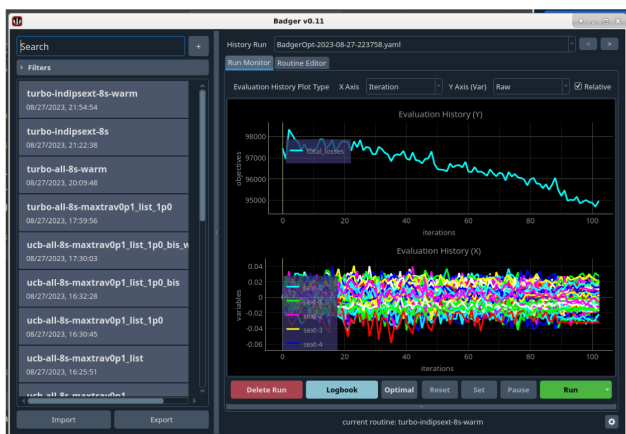 Badger v0.11
Search
+
Filters
turbo-indipsext-8s-warm
08/27/2023, 21:54:54
turbo-indipsext-8s
08/27/2023, 21:22:38
turbo-all-8s-warm
08/27/2023, 20:09:48
turbo-all-8s-maxtrav0p1_list_1p0
08/27/2023, 17:59:56
ucb-all-8s-maxtrav0p1_list_1p0_bis_w
08/27/2023, 17:30:03
ucb-all-8s-maxtrav0p1_list_1p0_bis
08/27/2023, 16:32:28
ucb-all-8s-maxtrav0p1_list_1p0
08/27/2023, 16:30:45
ucb-all-8s-maxtrav0p1_list
08/27/2023, 16:25:51
ucb-all-8s-maxtrav0p1
Import Export
History Run BadgerOpt-2023-08-27-223758.yaml < >
Run Monitor Routine Editor
Evaluation History Plot Type X Axis Iteration Y Axis (Var) Raw Relative
Evaluation History (Y)
objectives
98000
97000
96000
95000
total_losses
0 20 40 60 80 100
iterations
Evaluation History (X)
variables
0.04
0.02
0
-0.02
-0.04
-0.06
sext-3
sext-4
0 20 40 60 80 100
iterations
Delete Run Logbook Optimal Reset Set Pause Run
current routine: turbo-indipsext-8s-warm